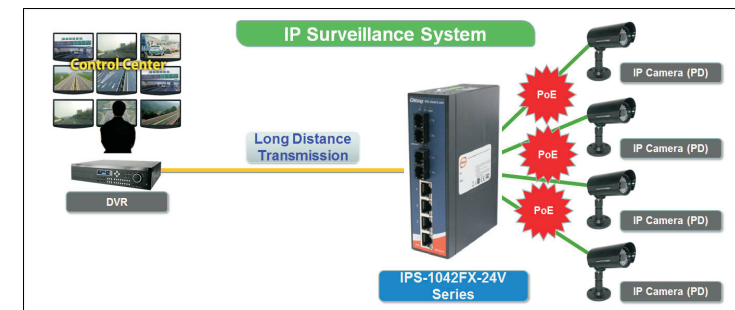 IP Surveillance System
Control Center
IP Camera (PD)
PoE
IP Camera (PD)
Long Distance
Transmission
PoE
IP Camera (PD)
DVR
PoE
IPS-1042FX-24V
Series
IP Camera (PD)